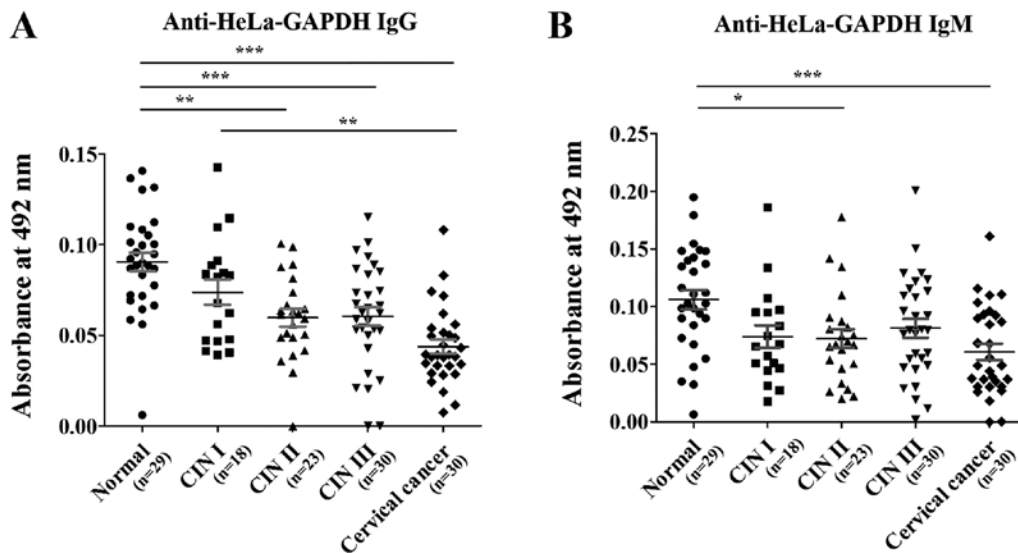 A
Anti-HeLa-GAPDH IgG
***
***
**
**
Absorbance at 492 nm
0.15
0.10
0.05
0.00
Normal
(n=29)
CIN I
(n=18)
CIN II
(n=23)
CIN III
(n=30)
Cervical cancer
(n=30)
B
Anti-HeLa-GAPDH IgM
***
*
Absorbance at 492 nm
0.25
0.20
0.15
0.10
0.05
0.00
Normal
(n=29)
CIN I
(n=18)
CIN II
(n=23)
CIN III
(n=30)
Cervical cancer
(n=30)